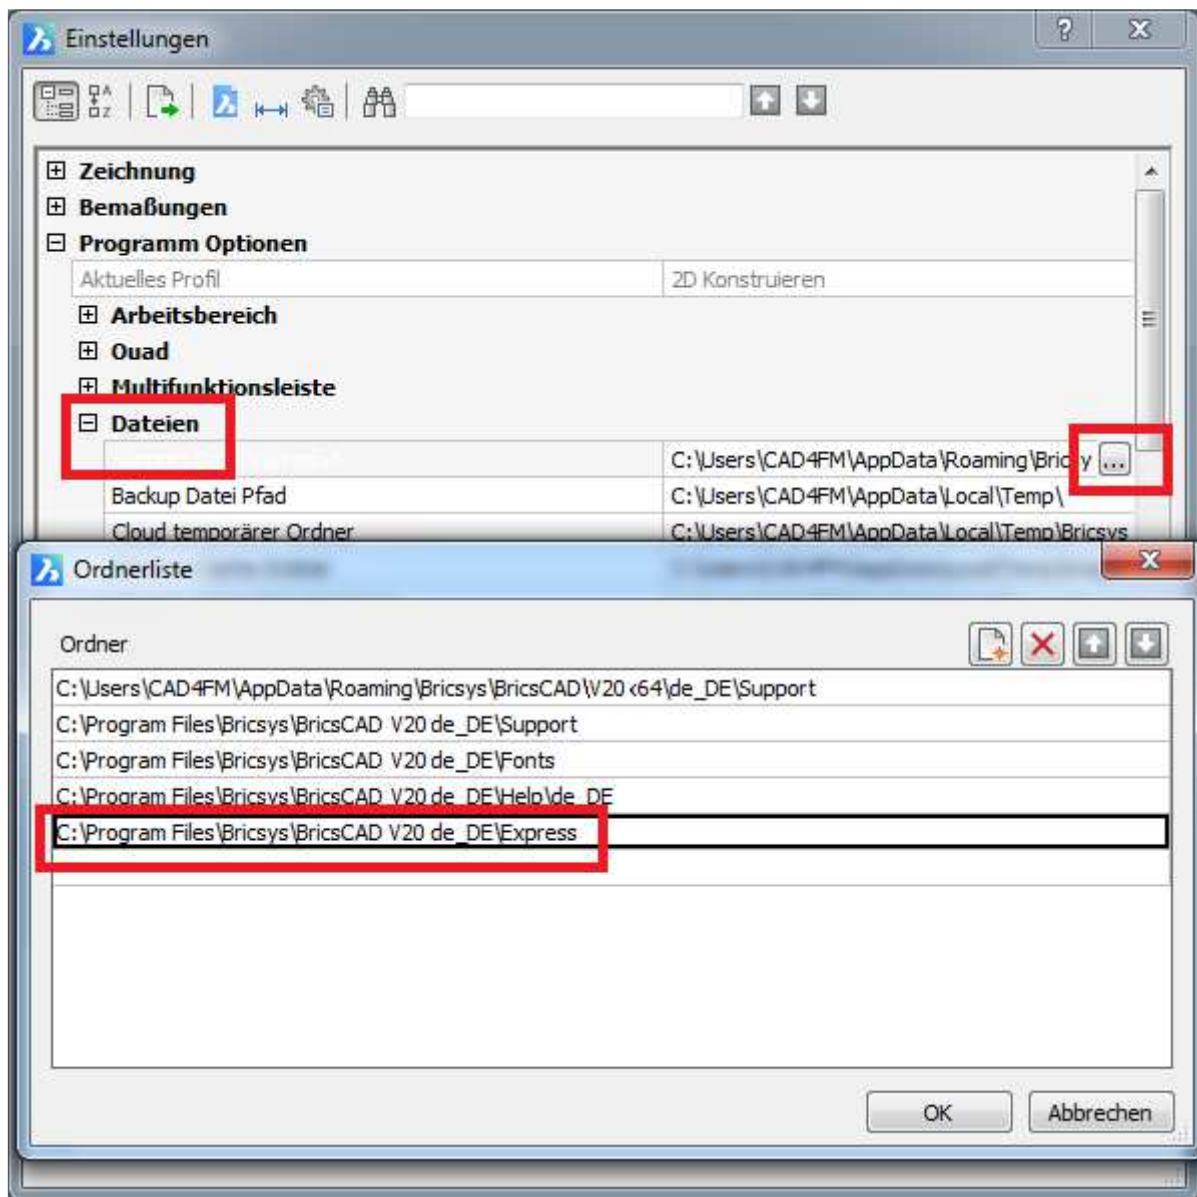 Einstellungen
Zeichnung
Bemaßungen
Programm Optionen
Aktuelles Profil 2D Konstruieren
Arbeitsbereich
Quad
Multifunktionsleiste
Dateien
C:\Users\CAD4FM\AppData\Roaming\Bricsy ...
Backup Datei Pfad C:\Users\CAD4FM\AppData\Local\Temp\
Cloud temporärer Ordner C:\Users\CAD4FM\AppData\Local\Temp\Bricsys
Ordnerliste
Ordner
C:\Users\CAD4FM\AppData\Roaming\Bricsys\BricsCAD\V20 x64\de_DE\Support
C:\Program Files\Bricsys\BricsCAD V20 de_DE\Support
C:\Program Files\Bricsys\BricsCAD V20 de_DE\Fonts
C:\Program Files\Bricsys\BricsCAD V20 de_DE\Help\de_DE
C:\Program Files\Bricsys\BricsCAD V20 de_DE\Express
OK Abbrechen